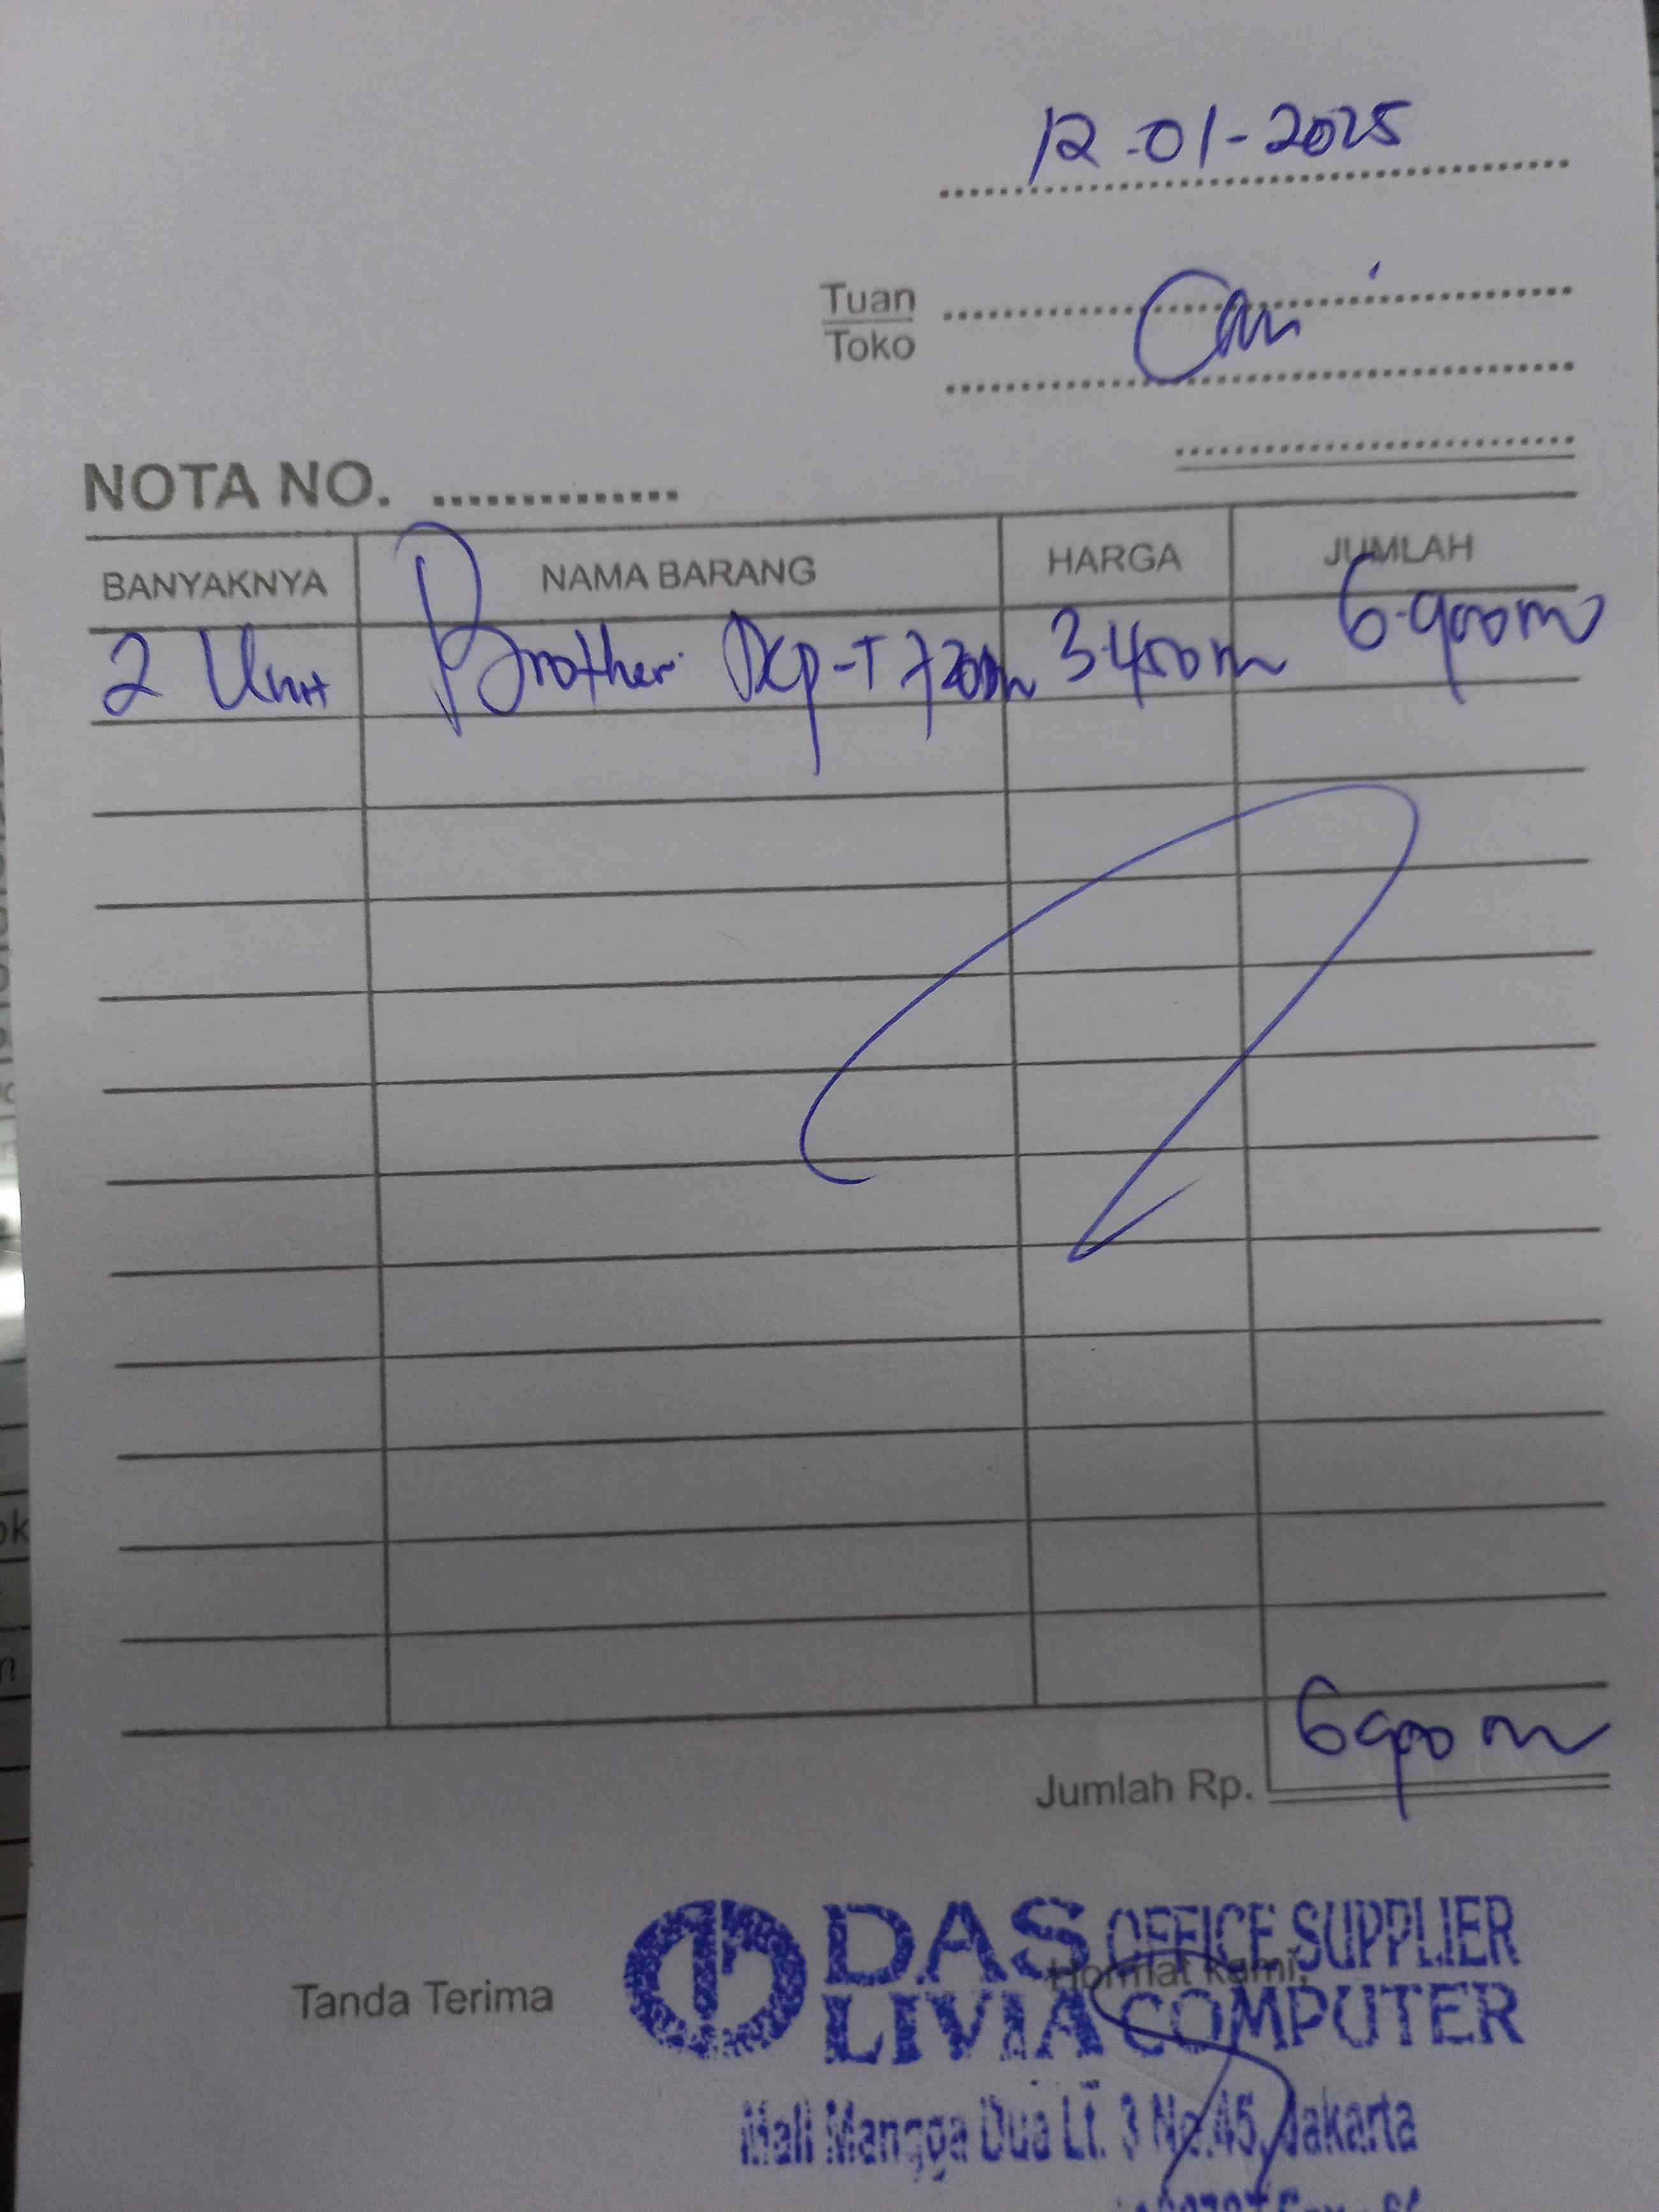 12-01-2025
Tuan
Toko
NOTA NO.
BANYAKNYA NAMA BARANG HARGA JUMLAH
2 Unit Brother DCP-T720DW 3.450 6.900
6900
Jumlah Rp.
Tanda Terima
Hormat kami,
DAS OFFICE SUPPLIER
LIVIA COMPUTER
Mall Mangga Dua Lt. 3 No.45, Jakarta